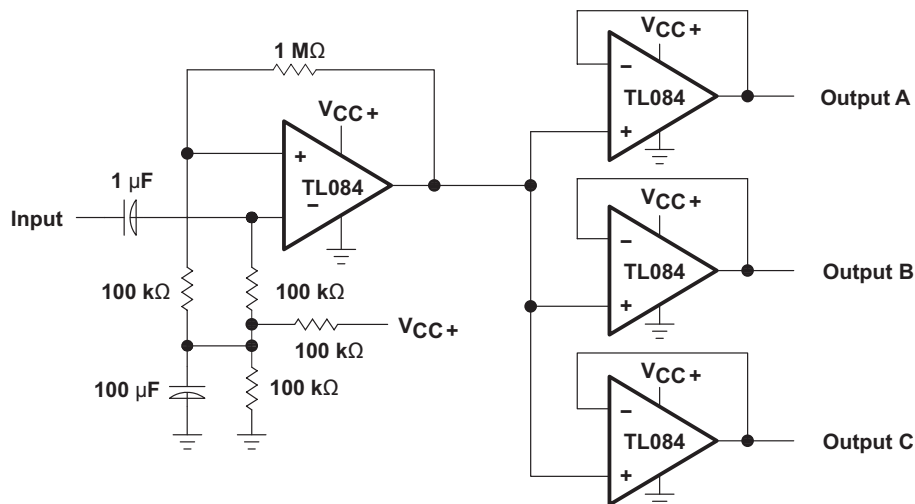 1 MΩ
VCC+
+
TL084
−
1 µF
Input
100 kΩ
100 kΩ
VCC+
100 kΩ
100 µF
100 kΩ
VCC+
−
TL084
+
Output A
VCC+
−
TL084
+
Output B
VCC+
−
TL084
+
Output C